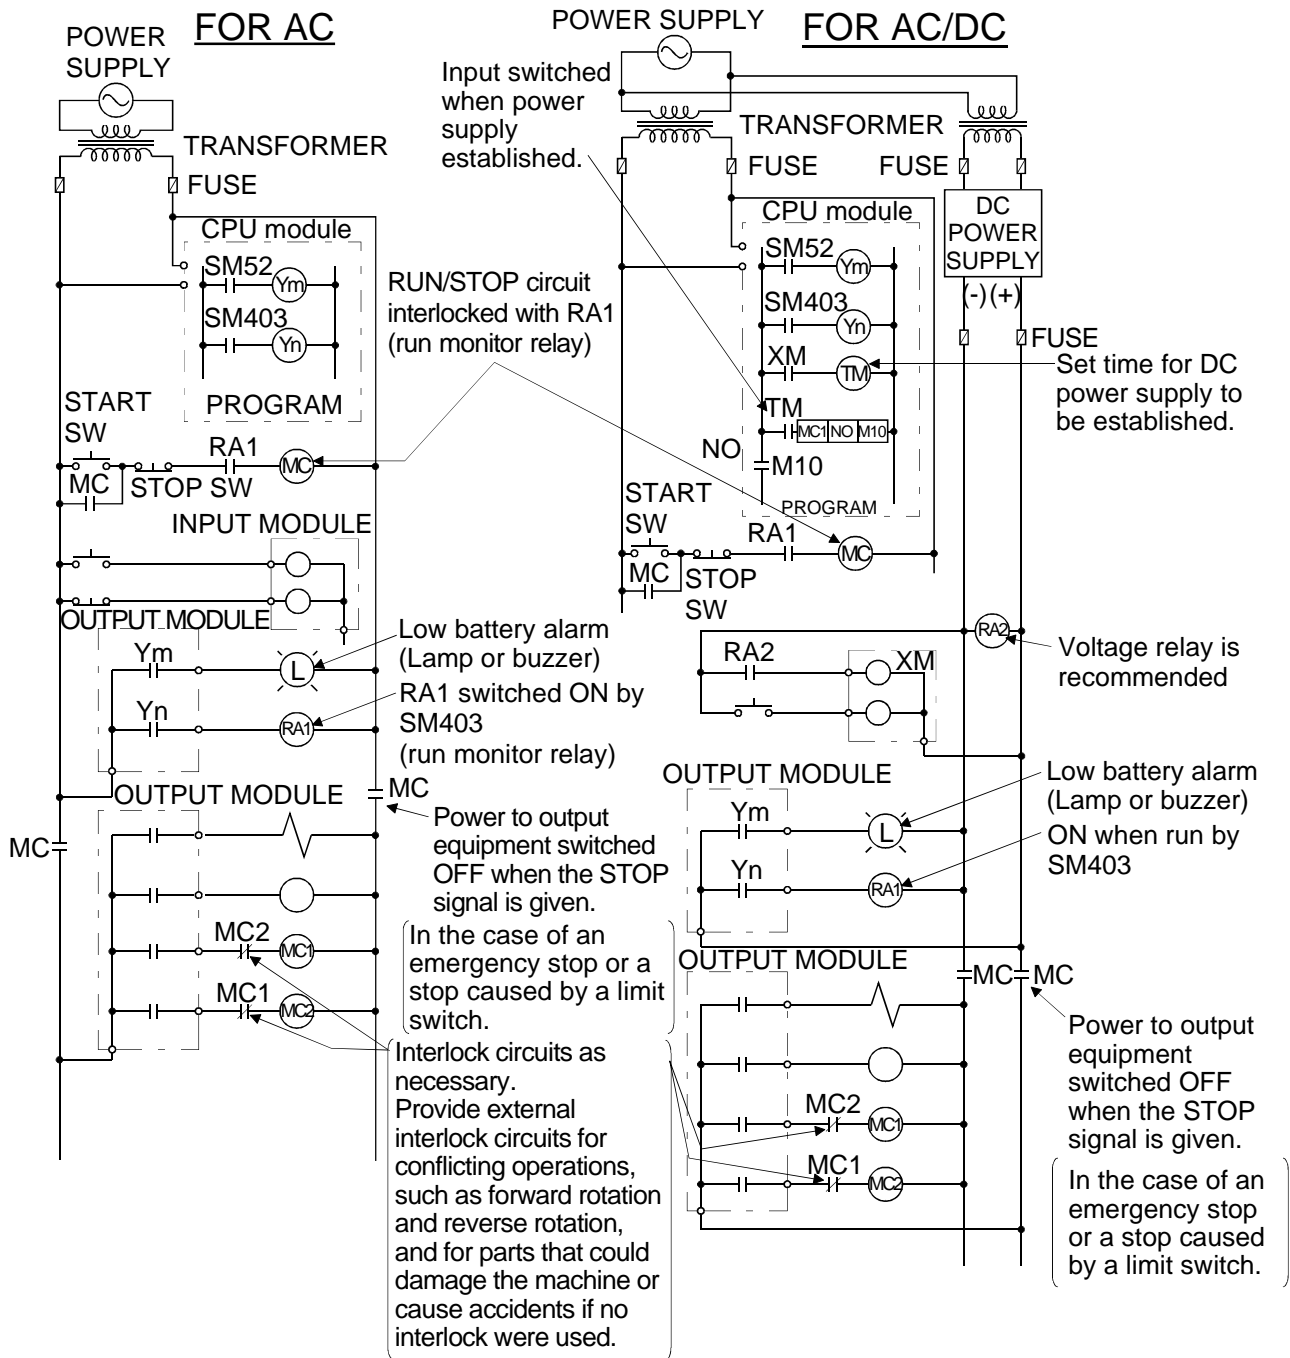 FOR AC
POWER
SUPPLY
TRANSFORMER
FUSE
CPU module
SM52
Ym
SM403
Yn
PROGRAM
RUN/STOP circuit
interlocked with RA1
(run monitor relay)
START
SW
RA1
MC
MC
STOP SW
INPUT MODULE
OUTPUT MODULE
Ym
L
Low battery alarm
(Lamp or buzzer)
Yn
RA1
RA1 switched ON by
SM403
(run monitor relay)
OUTPUT MODULE
MC
MC
Power to output
equipment switched
OFF when the STOP
signal is given.
In the case of an
emergency stop or a
stop caused by a limit
switch.
MC2
MC1
MC1
MC2
Interlock circuits as
necessary.
Provide external
interlock circuits for
conflicting operations,
such as forward rotation
and reverse rotation,
and for parts that could
damage the machine or
cause accidents if no
interlock were used.
POWER SUPPLY
FOR AC/DC
Input switched
when power
supply
established.
TRANSFORMER
FUSE
FUSE
CPU module
DC
POWER
SUPPLY
(-)(+)
FUSE
SM52
Ym
SM403
Yn
XM
TM
Set time for DC
power supply to
be established.
TM
MC1 NO M10
NO
M10
PROGRAM
START
SW
RA1
MC
MC
STOP
SW
RA2
Voltage relay is
recommended
RA2
XM
OUTPUT MODULE
Ym
L
Low battery alarm
(Lamp or buzzer)
Yn
RA1
ON when run by
SM403
OUTPUT MODULE
MC
MC
Power to output
equipment
switched OFF
when the STOP
signal is given.
In the case of an
emergency stop
or a stop caused
by a limit switch.
MC2
MC1
MC1
MC2